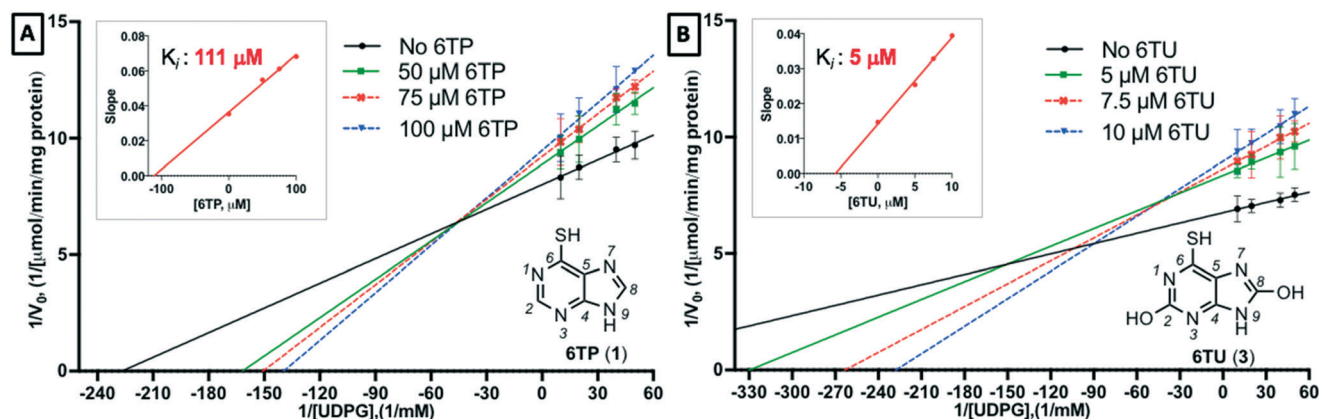 A
1/V0, (1/[μmol/min/mg protein)
15
10
5
0
-240 -210 -180 -150 -120 -90 -60 -30 0 30 60
1/[UDPG],(1/mM)
Ki: 111 μM
Slope
0.08
0.06
0.04
0.02
0.00
-100 0 100
[6TP, μM]
No 6TP
50 μM 6TP
75 μM 6TP
100 μM 6TP
SH
6
1 N
5
N 7
8
2
N 3
4
N 9
H
6TP (1)
B
1/V0, (1/[μmol/min/mg protein)
15
10
5
0
-330 -300 -270 -240 -210 -180 -150 -120 -90 -60 -30 0 30 60
1/[UDPG],(1/mM)
Ki: 5 μM
Slope
0.04
0.03
0.02
0.01
0.00
-10 -5 0 5 10
[6TU, μM]
No 6TU
5 μM 6TU
7.5 μM 6TU
10 μM 6TU
SH
6
1 N
5
N 7
8
OH
HO
2
N 3
4
N 9
H
6TU (3)